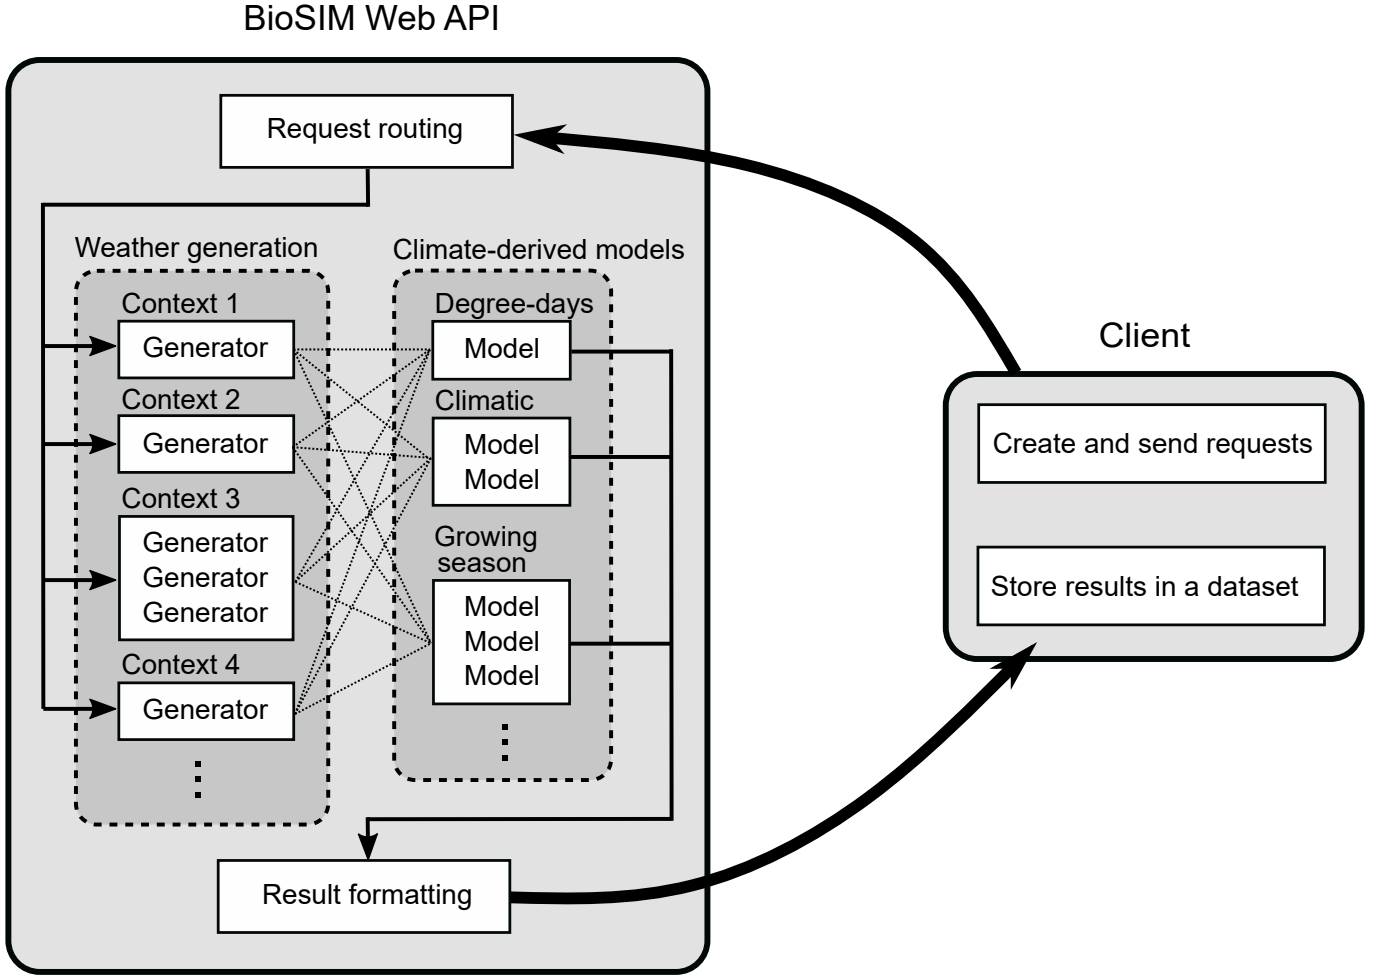 BioSIM Web API
Request routing
Weather generation
Context 1
Generator
Context 2
Generator
Context 3
Generator
Generator
Generator
Context 4
Generator
Climate-derived models
Degree-days
Model
Climatic
Model
Model
Growing
season
Model
Model
Model
Result formatting
Client
Create and send requests
Store results in a dataset